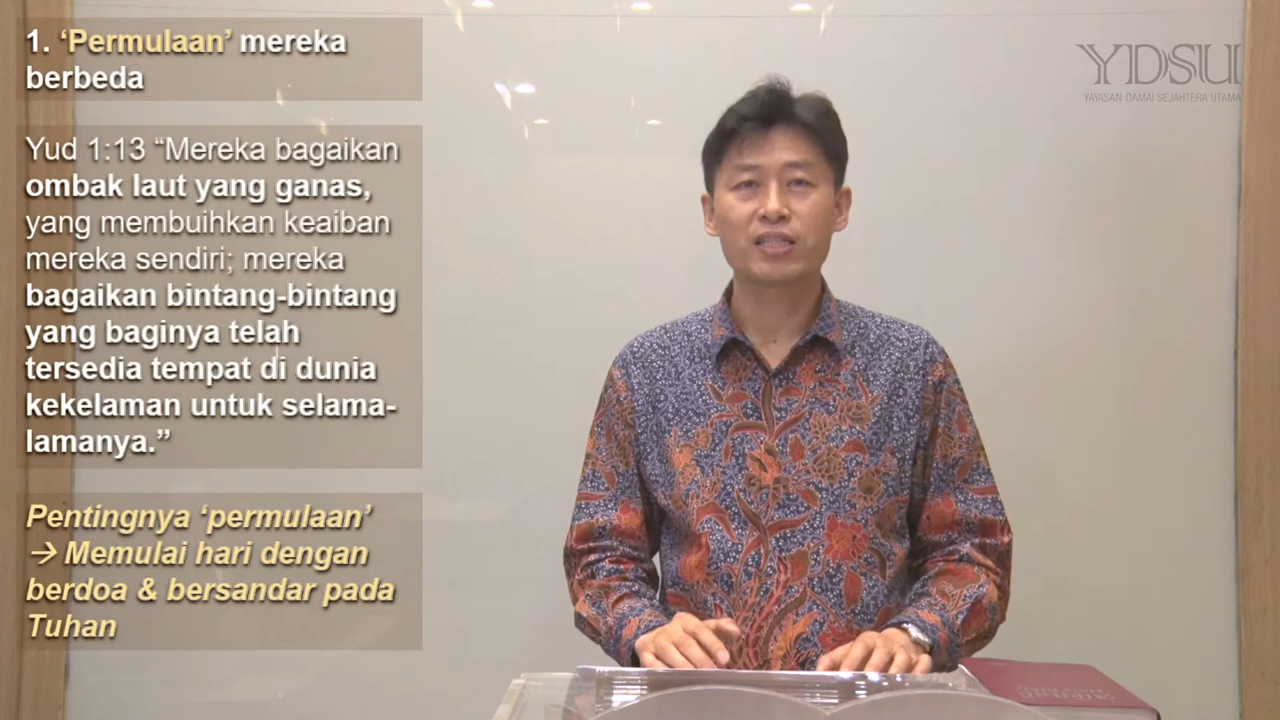 1. ‘Permulaan’ mereka
berbeda
Yud 1:13 “Mereka bagaikan
ombak laut yang ganas,
yang membuihkan keaiban
mereka sendiri; mereka
bagaikan bintang-bintang
yang baginya telah
tersedia tempat di dunia
kekelaman untuk selama-
lamanya.”
Pentingnya ‘permulaan’
→ Memulai hari dengan
berdoa & bersandar pada
Tuhan
YDSU
YAYASAN DAMAI SEJAHTERA UTAMA